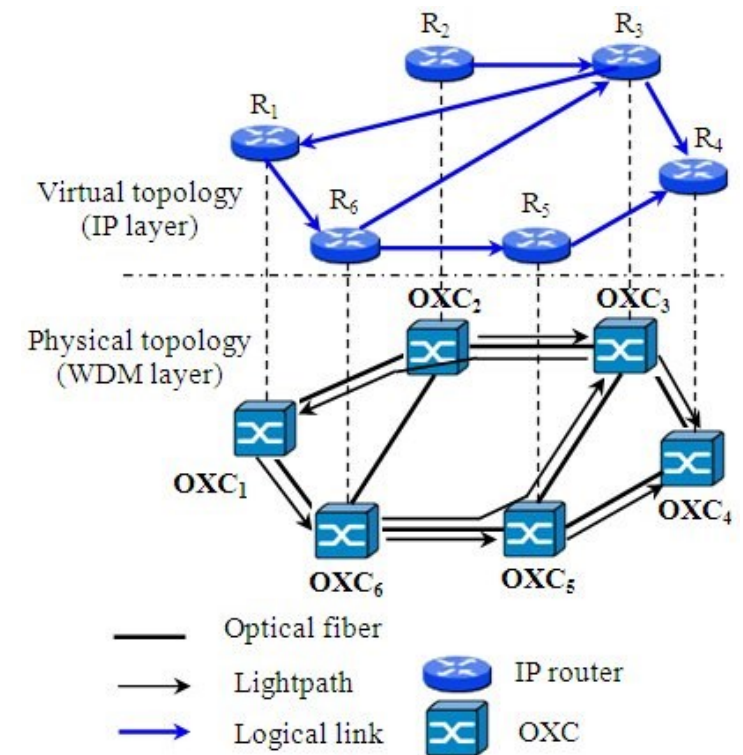 R₂
R₃
R₁
R₄
Virtual topology
(IP layer)
R₆
R₅
OXC₂
OXC₃
Physical topology
(WDM layer)
OXC₁
OXC₄
OXC₆
OXC₅
Optical fiber
Lightpath
IP router
Logical link
OXC